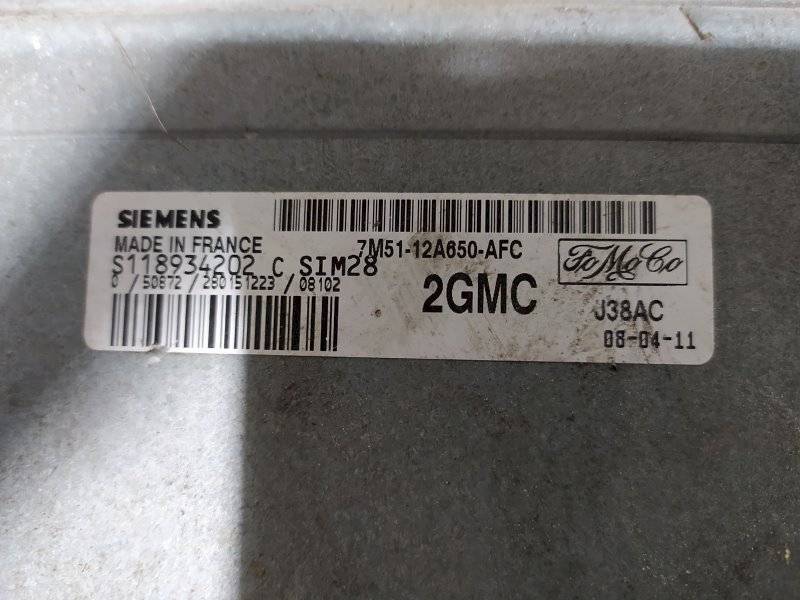 SIEMENS
MADE IN FRANCE
7M51-12A650-AFC
S118934202 C SIM28
0 / 50872 / 280151223 / 08102
2GMC
FoMoCo
J38AC
08-04-11